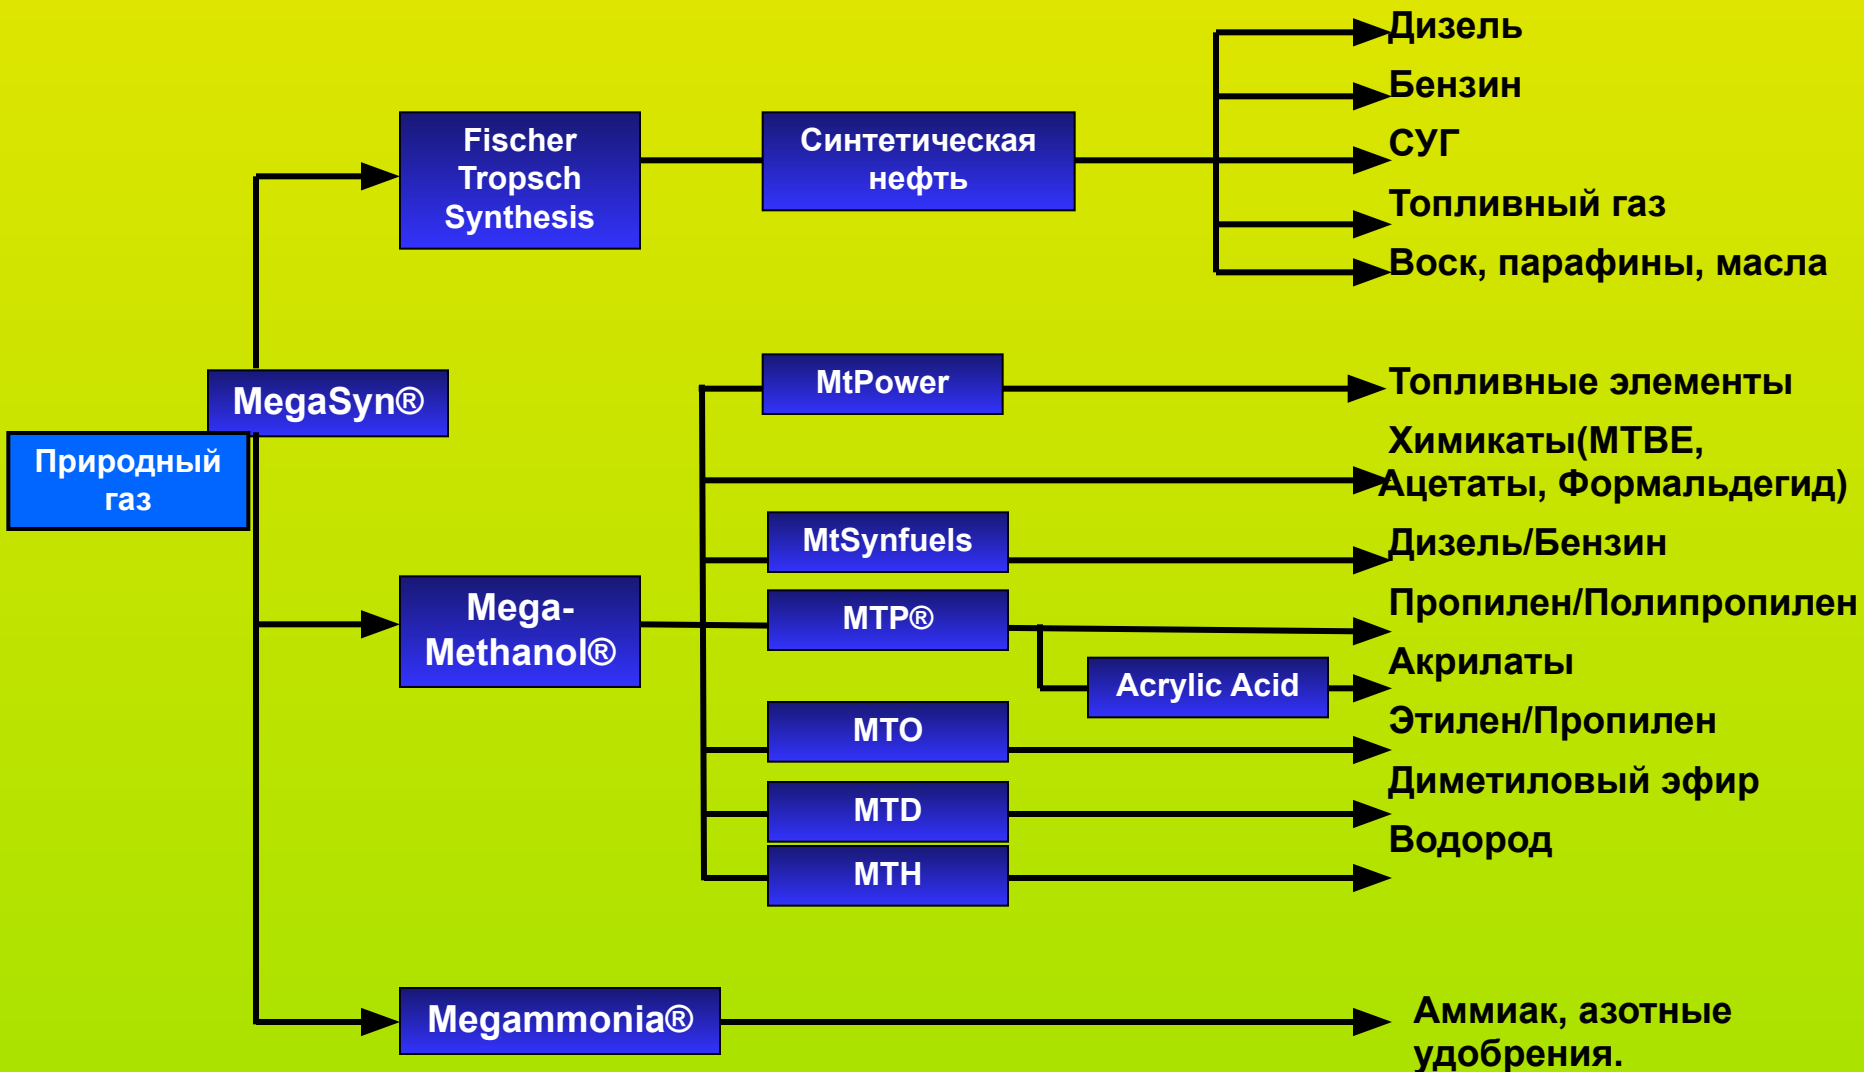 Дизель
Бензин
СУГ
Топливный газ
Воск, парафины, масла
Fischer
Tropsch
Synthesis
Синтетическая
нефть
MegaSyn®
Природный
газ
MtPower
Топливные элементы
Химикаты(МТВЕ,
Ацетаты, Формальдегид)
MtSynfuels
Дизель/Бензин
Mega-
Methanol®
MTP®
Пропилен/Полипропилен
Acrylic Acid
Акрилаты
MTO
Этилен/Пропилен
MTD
Диметиловый эфир
MTH
Водород
Megammonia®
Аммиак, азотные
удобрения.